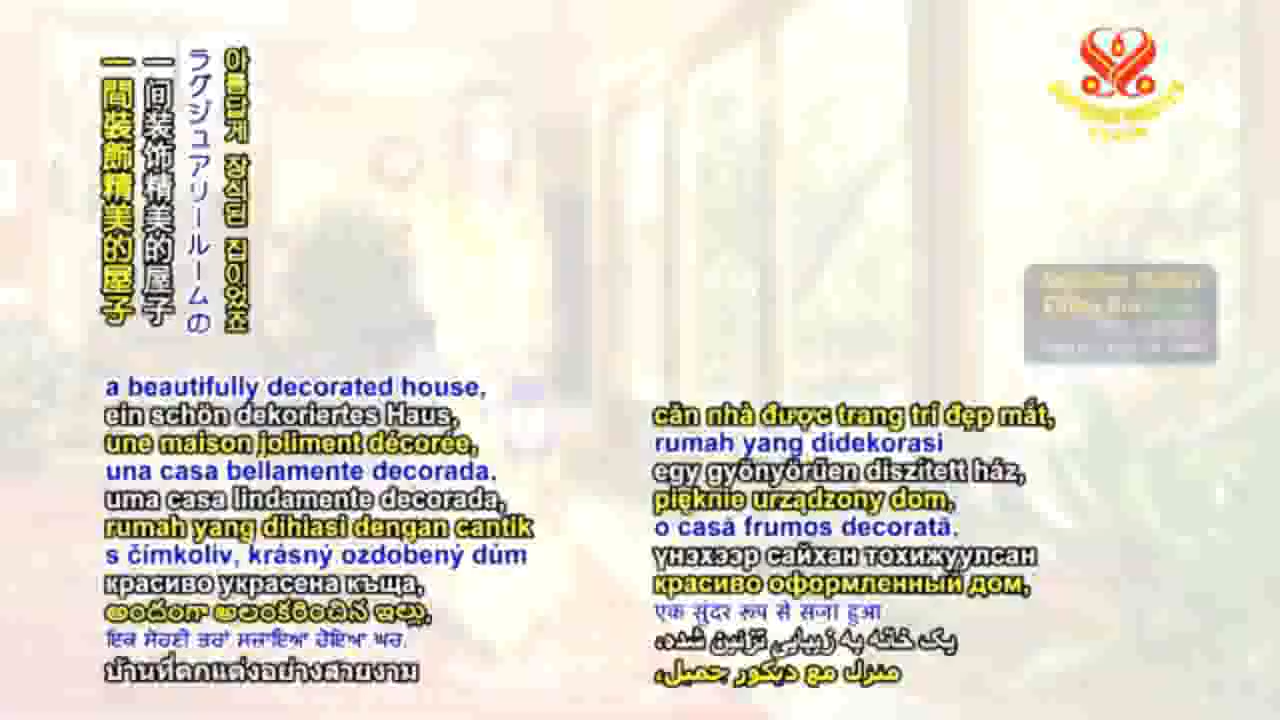 아름답게 장식된 집이었죠
ラグジュアリールームの
一间装饰精美的屋子
一間裝飾精美的屋子
a beautifully decorated house,
ein schön dekoriertes Haus,
une maison joliment décorée,
una casa bellamente decorada.
uma casa lindamente decorada,
rumah yang dihiasi dengan cantik
s čímkoliv, krásný ozdobený dům
красиво украсена къща,
అందంగా అలంకరించిన ఇల్లు,
ਇਕ ਸੋਹਣੀ ਤਰਾਂ ਸਜਾਇਆ ਹੋਇਆ ਘਰ,
บ้านที่ตกแต่งอย่างสวยงาม
căn nhà được trang trí đẹp mắt,
rumah yang didekorasi
egy gyönyörűen díszített ház,
pięknie urządzony dom,
o casă frumos decorată.
үнэхээр сайхан тохижуулсан
красиво оформленный дом,
एक सुंदर रूप से सजा हुआ
یک خانه به زیبایی تزئین شده،
منزل مع ديكور جميل،